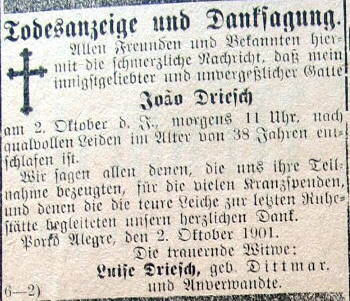 Todesanzeige und Danksagung.
Allen Freunden und Bekannten hier-
mit die schmerzliche Nachricht, daß mein
innigstgeliebter und unvergeßlicher Gatte
João Driesch
am 2. Oktober d. J., morgens 11 Uhr, nach
qualvollen Leiden im Alter von 38 Jahren ent-
schlafen ist.
Wir sagen allen denen, die uns ihre Teil-
nahme bezeugten, für die vielen Kranzspenden,
und denen die die teure Leiche zur letzten Ruhe-
stätte begleiteten unsern herzlichen Dank.
Porto Alegre, den 2. Oktober 1901.
Die trauernde Witwe:
Luise Driesch, geb. Dittmar.
6—2) und Anverwandte.